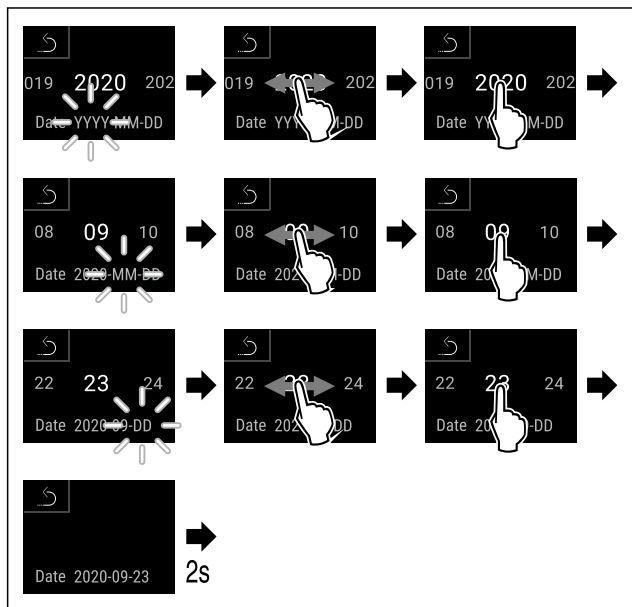 019 2020 202
Date YYYY-MM-DD
019 202
Date YYY -DD
019 2020 202
Date YY M-DD
08 09 10
Date 2020-MM-DD
08 10
Date 202 -DD
08 09 10
Date 20 M-DD
22 23 24
Date 2020-09-DD
22 24
Date 202 DD
22 23 24
Date 20 -DD
Date 2020-09-23
2s